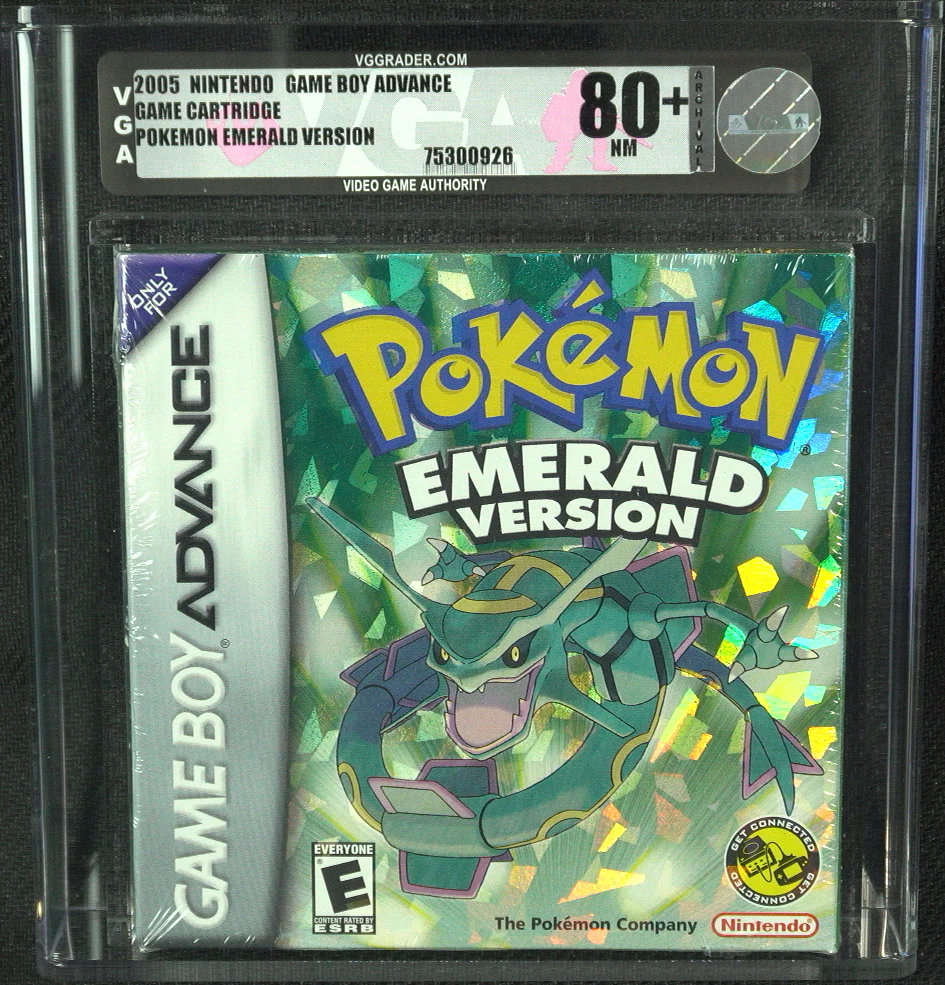 VGGRADER.COM
VGA
2005 NINTENDO GAME BOY ADVANCE
GAME CARTRIDGE
POKEMON EMERALD VERSION
75300926
80+
NM
ARCHIVAL
VGA
VIDEO GAME AUTHORITY
ONLY
FOR
GAME BOY ADVANCE
®
POKéMON
®
EMERALD
VERSION
EVERYONE
®
E
CONTENT RATED BY
ESRB
GET CONNECTED
GET CONNECTED
The Pokémon Company
Nintendo®